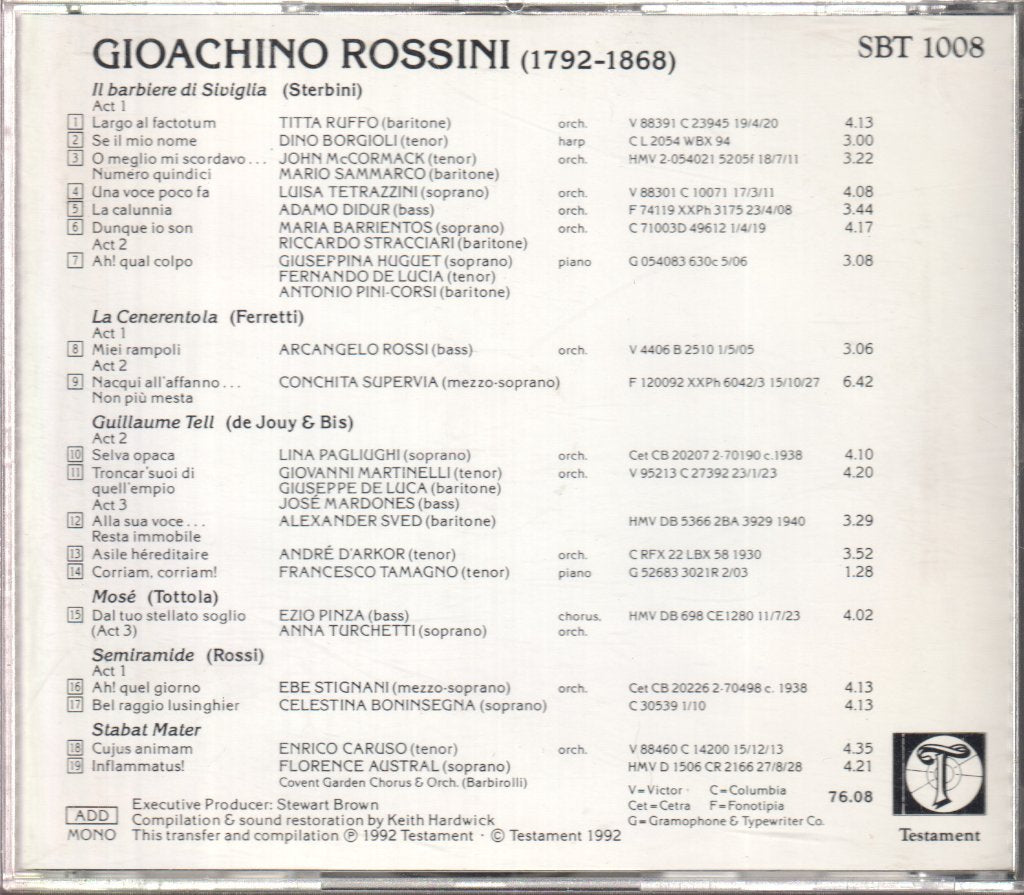 GIOACHINO ROSSINI (1792-1868) SBT 1008
Il barbiere di Siviglia (Sterbini)
Act 1
1 Largo al factotum TITTA RUFFO (baritone) orch. V 88391 C 23945 19/4/20 4.13
2 Se il mio nome DINO BORGIOLI (tenor) harp C L 2054 WBX 94 3.00
3 O meglio mi scordavo... JOHN McCORMACK (tenor) orch. HMV 2-054021 5205f 18/7/11 3.22
Numero quindici MARIO SAMMARCO (baritone)
4 Una voce poco fa LUISA TETRAZZINI (soprano) orch. V 88301 C 10071 17/3/11 4.08
5 La calunnia ADAMO DIDUR (bass) orch. F 74119 XXPh 3175 23/4/08 3.44
6 Dunque io son MARIA BARRIENTOS (soprano) orch. C 71003D 49612 1/4/19 4.17
Act 2 RICCARDO STRACCIARI (baritone)
7 Ah! qual colpo GIUSEPPINA HUGUET (soprano) piano G 054083 630c 5/06 3.08
FERNANDO DE LUCIA (tenor)
ANTONIO PINI-CORSI (baritone)
La Cenerentola (Ferretti)
Act 1
8 Miei rampoli ARCANGELO ROSSI (bass) orch. V 4406 B 2510 1/5/05 3.06
Act 2
9 Nacqui all'affanno... CONCHITA SUPERVIA (mezzo-soprano) F 120092 XXPh 6042/3 15/10/27 6.42
Non più mesta
Guillaume Tell (de Jouy & Bis)
Act 2
10 Selva opaca LINA PAGLIUGHI (soprano) orch. Cet CB 20207 2-70190 c.1938 4.10
11 Troncar'suoi di GIOVANNI MARTINELLI (tenor) orch. V 95213 C 27392 23/1/23 4.20
quell'empio GIUSEPPE DE LUCA (baritone)
Act 3 JOSÉ MARDONES (bass)
12 Alla sua voce... ALEXANDER SVED (baritone) HMV DB 5366 2BA 3929 1940 3.29
Resta immobile
13 Asile héreditaire ANDRÉ D'ARKOR (tenor) orch. C RFX 22 LBX 58 1930 3.52
14 Corriam, corriam! FRANCESCO TAMAGNO (tenor) piano G 52683 3021R 2/03 1.28
Mosé (Tottola)
15 Dal tuo stellato soglio EZIO PINZA (bass) chorus. HMV DB 698 CE1280 11/7/23 4.02
(Act 3) ANNA TURCHETTI (soprano) orch.
Semiramide (Rossi)
Act 1
16 Ah! quel giorno EBE STIGNANI (mezzo-soprano) orch. Cet CB 20226 2-70498 c. 1938 4.13
17 Bel raggio lusinghier CELESTINA BONINSEGNA (soprano) C 30539 1/10 4.13
Stabat Mater
18 Cujus animam ENRICO CARUSO (tenor) orch. V 88460 C 14200 15/12/13 4.35
19 Inflammatus! FLORENCE AUSTRAL (soprano) HMV D 1506 CR 2166 27/8/28 4.21
Covent Garden Chorus & Orch. (Barbirolli)
V=Victor · C=Columbia
Cet=Cetra F=Fonotipia 76.08
G=Gramophone & Typewriter Co.
Executive Producer: Stewart Brown
ADD Compilation & sound restoration by Keith Hardwick
MONO This transfer and compilation ℗ 1992 Testament · © Testament 1992
T
Testament